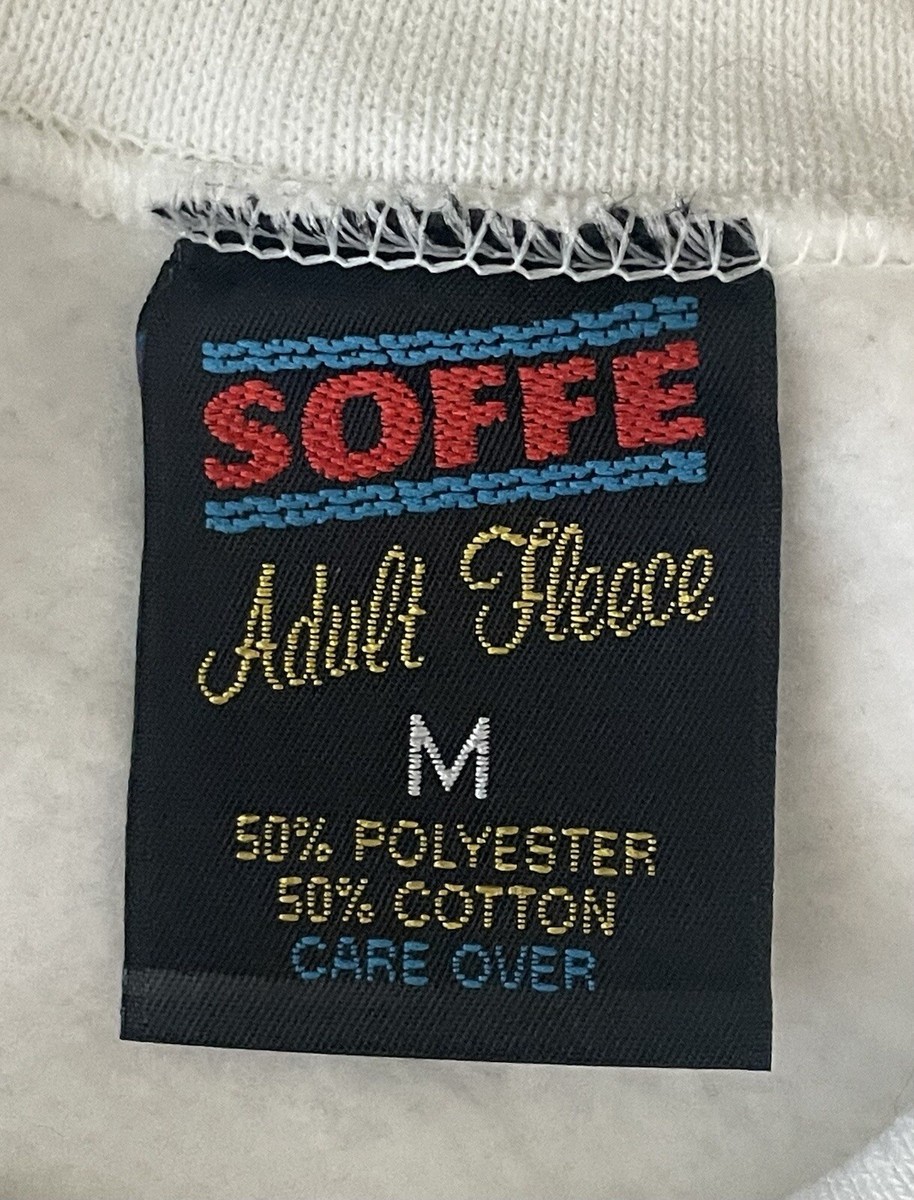 SOFFE
Adult Fleece
M
50% POLYESTER
50% COTTON
CARE OVER